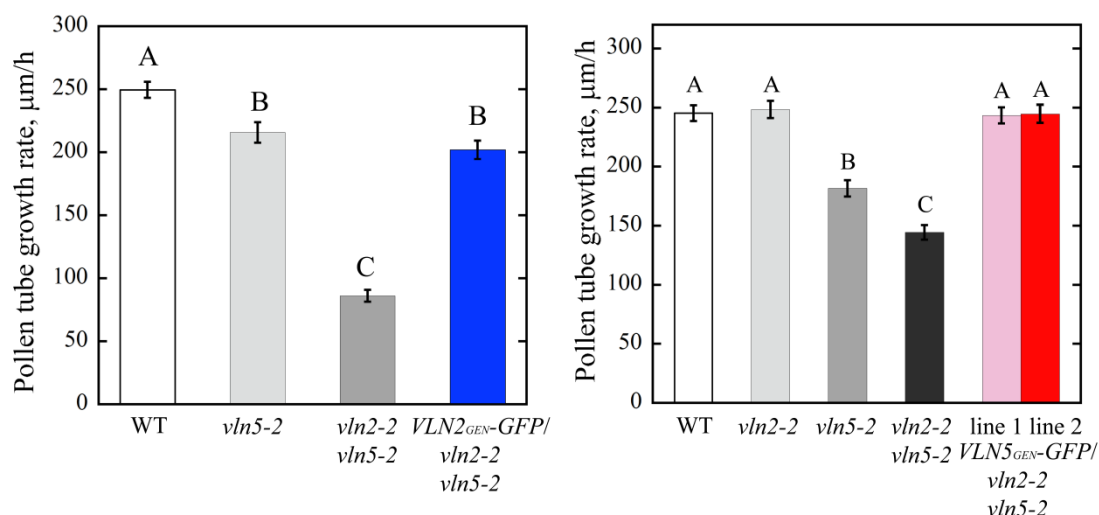 Pollen tube growth rate, µm/h
300
250
200
150
100
50
0
A
B
C
B
WT
vln5-2
vln2-2
vln5-2
VLN2GEN-GFP/
vln2-2
vln5-2
Pollen tube growth rate, µm/h
300
250
200
150
100
50
0
A
A
B
C
A
A
WT
vln2-2
vln5-2
vln2-2
vln5-2
line 1 line 2
VLN5GEN-GFP/
vln2-2
vln5-2